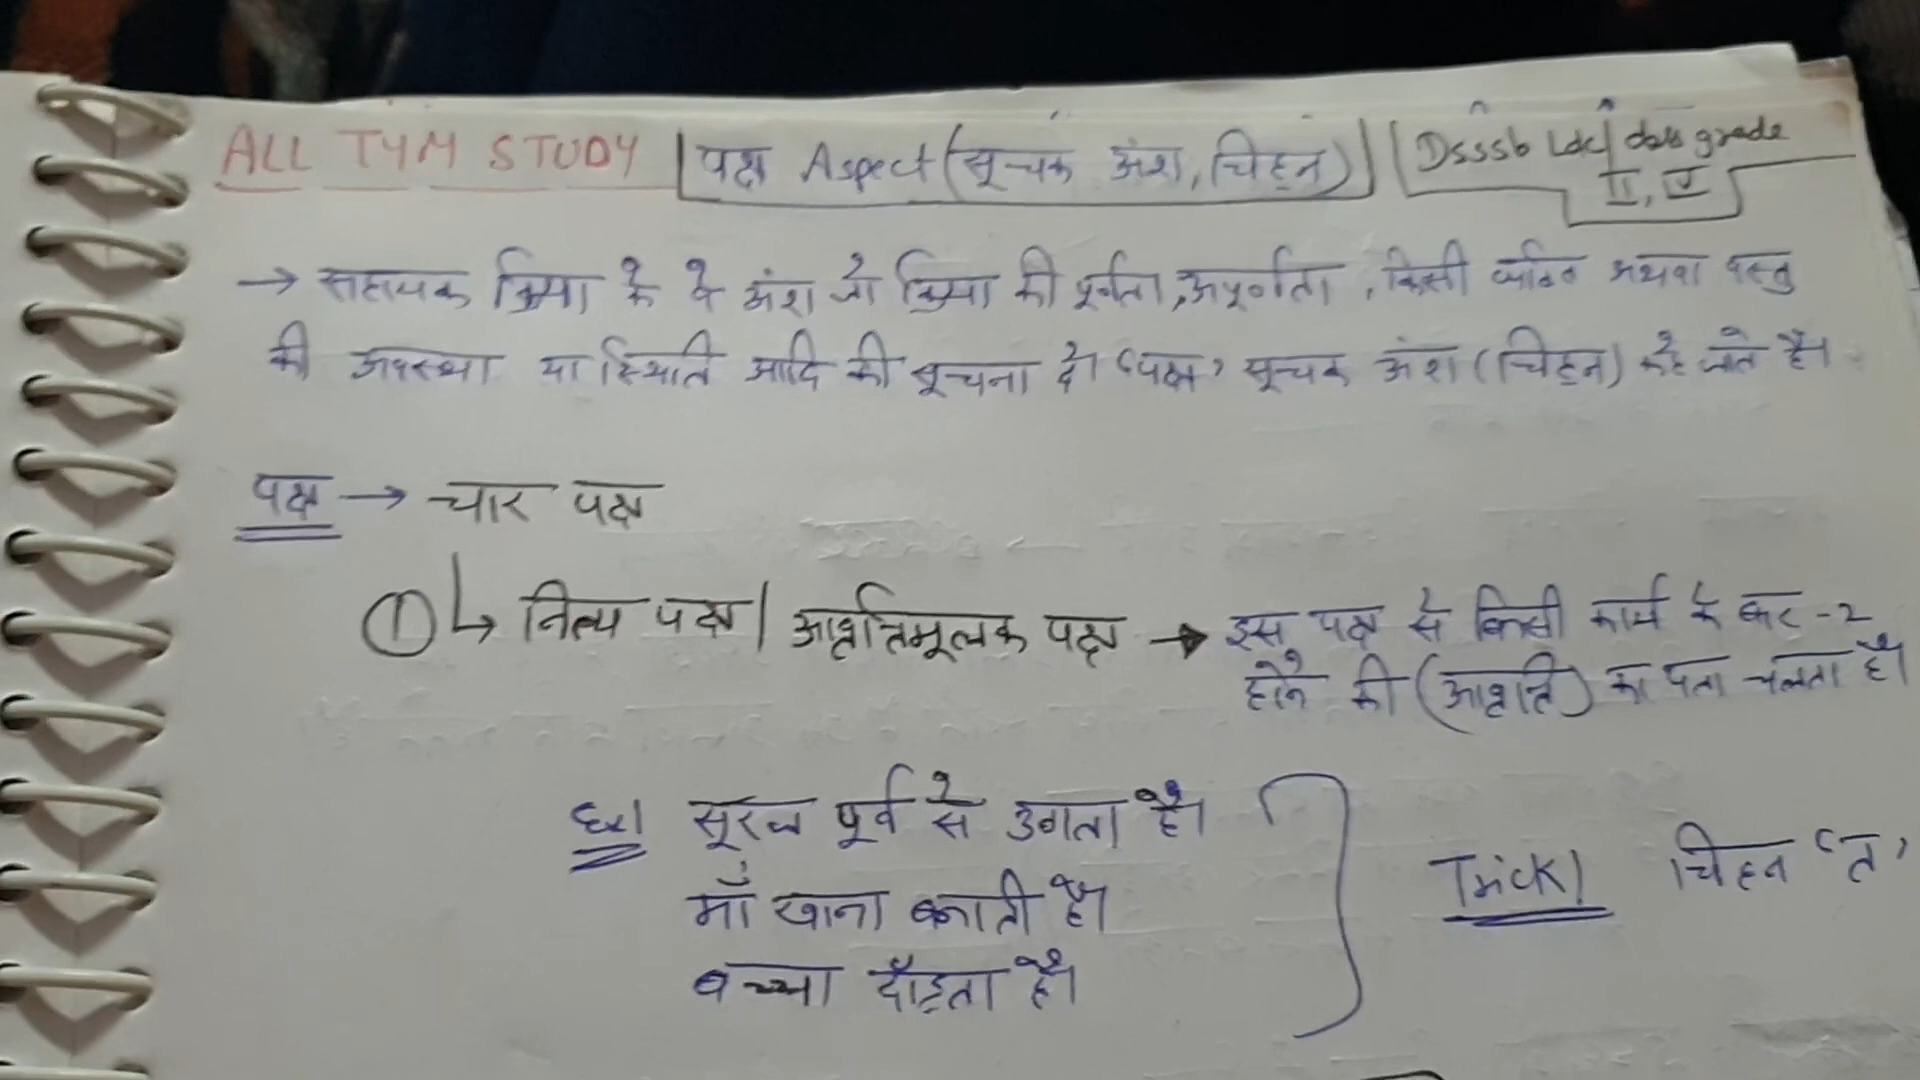 ALL TYM STUDY | पक्ष Aspect (सूचक अंश, चिह्न) | Dsssb Ldc/ dass grade
II, IV
→ सहायक क्रिया के वे अंश जो क्रिया की पूर्णता, अपूर्णता, किसी व्यक्ति अथवा वस्तु
की अवस्था या स्थिति आदि की सूचना दे। ‘पक्ष’ सूचक अंश (चिह्न) कहे जाते है।
पक्ष → चार पक्ष
① ↳ नित्य पक्ष/ आवृत्तिमूलक पक्ष → इस पक्ष से किसी कार्य के बार-2
होने की (आवृत्ति) का पता चलता है।
सूरज पूर्व से उगता है।
माँ खाना बनाती है।
बच्चा दौड़ता है।
Trick/ चिह्न ‘त’